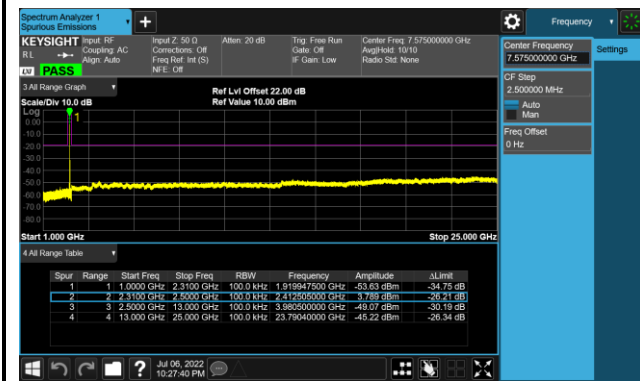 Spectrum Analyzer 1
Spurious Emissions
Frequency
KEYSIGHT
RL
Input: RF
Coupling: AC
Align: Auto
Input Z: 50 Ω
Corrections: Off
Freq Ref: Int (S)
NFE: Off
Atten: 20 dB
Trig: Free Run
Gate: Off
IF Gain: Low
Center Freq: 7.575000000 GHz
Avg|Hold: 10/10
Radio Std: None
LXI PASS
Center Frequency
7.575000000 GHz
Settings
CF Step
2.500000 MHz
Auto
Man
Freq Offset
0 Hz
3 All Range Graph
Scale/Div 10.0 dB
Ref Lvl Offset 22.00 dB
Ref Value 10.00 dBm
Log
1
0.00
-10.0
-20.0
-30.0
-40.0
-50.0
-60.0
-70.0
-80.0
Start 1.000 GHz
Stop 25.000 GHz
4 All Range Table
Spur Range Start Freq Stop Freq RBW Frequency Amplitude ΔLimit
1 1 1.0000 GHz 2.3100 GHz 100.0 kHz 1.919947500 GHz -53.63 dBm -34.75 dB
2 2 2.3100 GHz 2.5000 GHz 100.0 kHz 2.412505000 GHz 3.789 dBm -26.21 dB
3 3 2.5000 GHz 13.000 GHz 100.0 kHz 3.980500000 GHz -49.07 dBm -30.19 dB
4 4 13.000 GHz 25.000 GHz 100.0 kHz 23.79040000 GHz -45.22 dBm -26.34 dB
?
Jul 06, 2022
10:27:40 PM